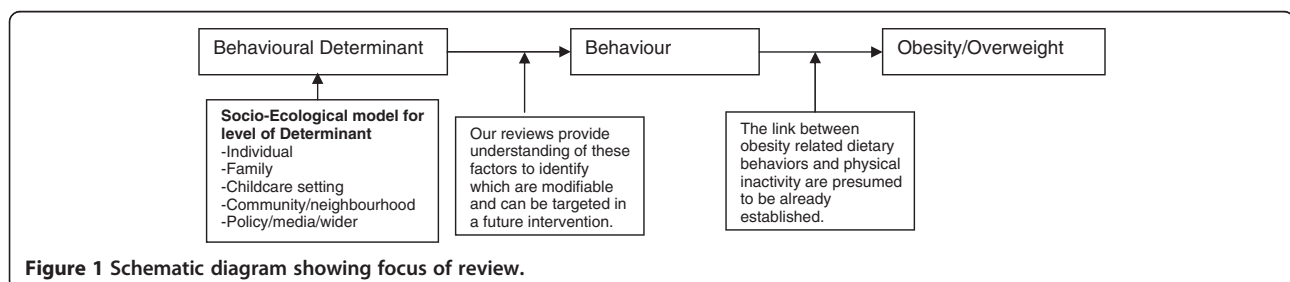 Behavioural Determinant
Behaviour
Obesity/Overweight
Socio-Ecological model for
level of Determinant
-Individual
-Family
-Childcare setting
-Community/neighbourhood
-Policy/media/wider
Our reviews provide
understanding of these
factors to identify
which are modifiable
and can be targeted in
a future intervention.
The link between
obesity related dietary
behaviors and physical
inactivity are presumed
to be already
established.
Figure 1 Schematic diagram showing focus of review.